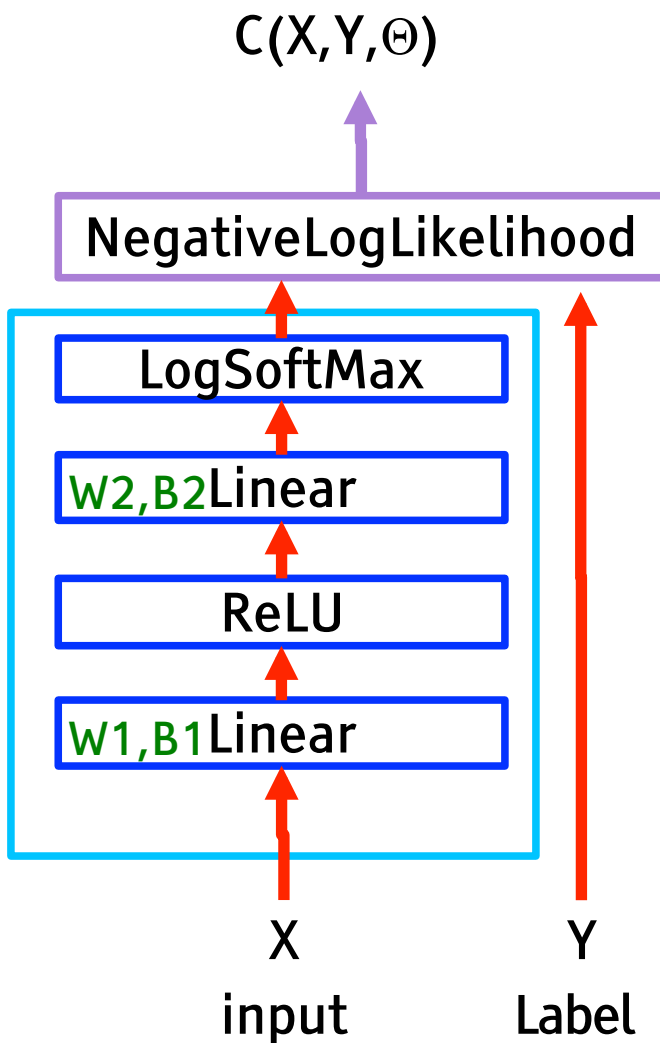 C(X,Y,Θ)
NegativeLogLikelihood
LogSoftMax
W2,B2Linear
ReLU
W1,B1Linear
X Y
input Label